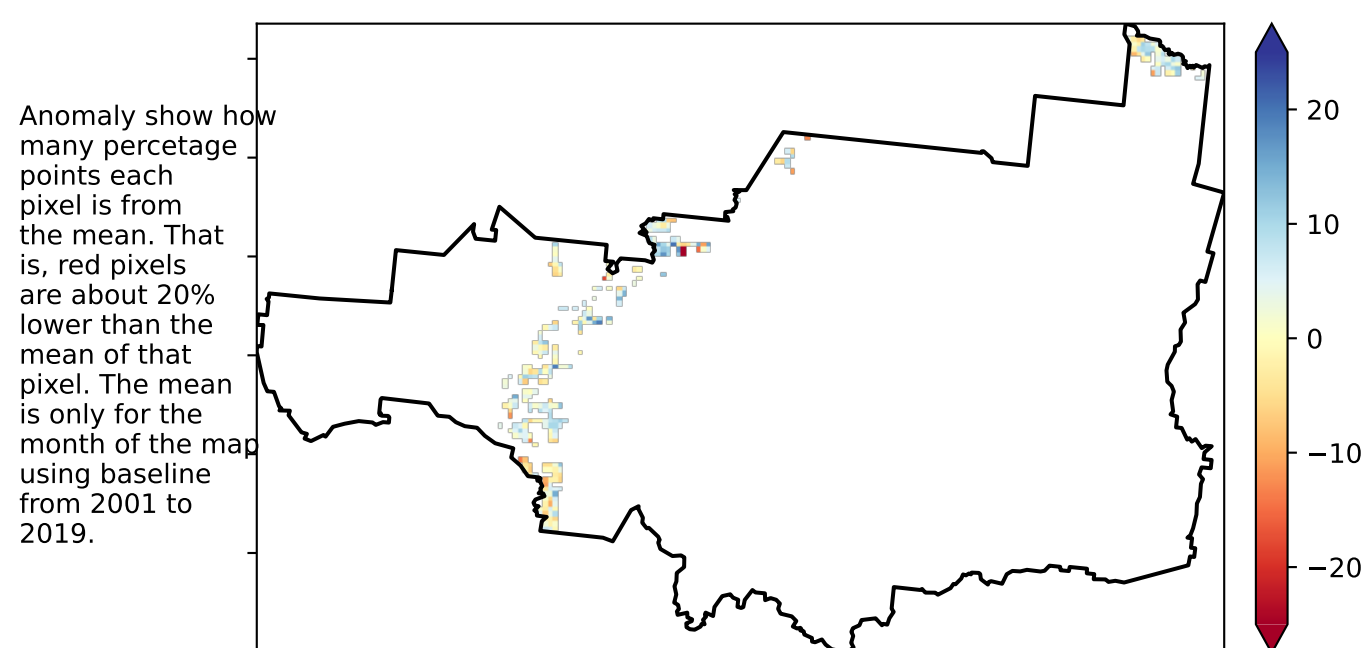 Anomaly show how
many percetage
points each
pixel is from
the mean. That
is, red pixels
are about 20%
lower than the
mean of that
pixel. The mean
is only for the
month of the map
using baseline
from 2001 to
2019.
20
10
0
−10
−20